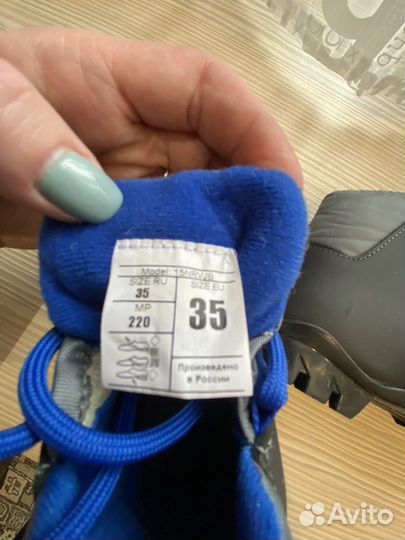 Model: 15NRVJB
SIZE RU
SIZE EU
35
35
MP
220
Произведено
в России
Avito